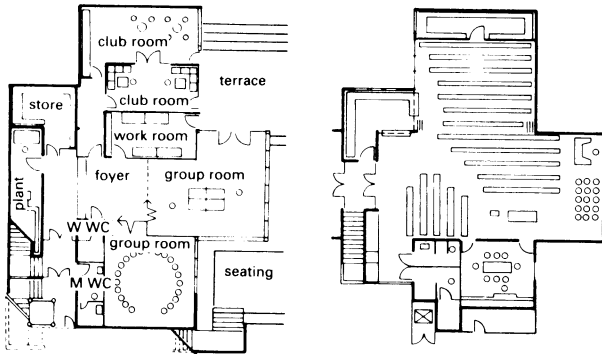 club room
club room
terrace
store
work room
plant
foyer
group room
W WC
group room
M WC
seating